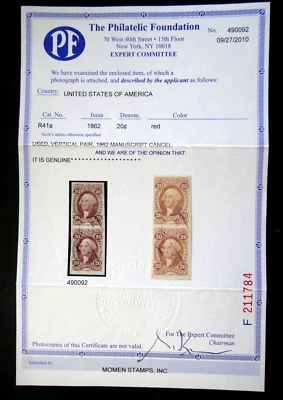 The Philatelic Foundation
70 West 40th Street • 15th Floor
New York, NY 10018
EXPERT COMMITTEE
PF
No. 490092
09/27/2010
We have examined the enclosed item, of which a
photograph is attached, and described by the applicant as follows:
Country: UNITED STATES OF AMERICA
Cat. No. Issue Denom. Color
R41a 1862 20¢ red
USED, VERTICAL PAIR, 1862 MANUSCRIPT CANCEL.
AND WE ARE OF THE OPINION THAT:
IT IS GENUINE
490092
F 211784
For The Expert Committee
Chairman
Photocopies of this Certificate are not valid.
MOMEN STAMPS, INC